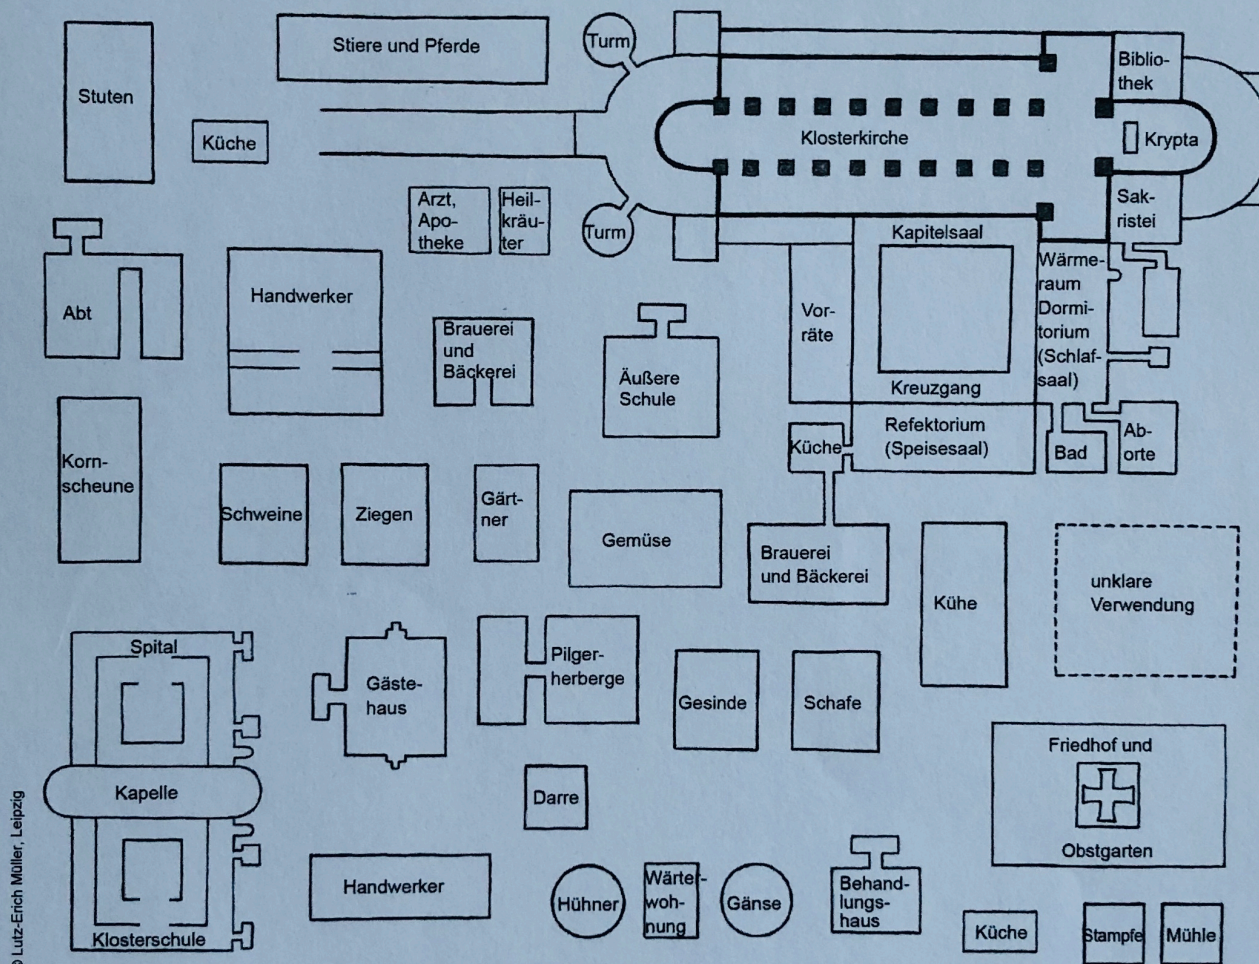 Stiere und Pferde
Turm
Stuten
Biblio-
thek
Küche
Klosterkirche
Krypta
Arzt,
Apo-
theke
Heil-
kräu-
ter
Turm
Sak-
ristei
Kapitelsaal
Abt
Handwerker
Brauerei
und
Bäckerei
Äußere
Schule
Vor-
räte
Kreuzgang
Wärme-
raum
Dormi-
torium
(Schlaf-
saal)
Refektorium
(Speisesaal)
Küche
Bad
Ab-
orte
Korn-
scheune
Schweine
Ziegen
Gärt-
ner
Gemüse
Brauerei
und Bäckerei
Kühe
unklare
Verwendung
Spital
Gäste-
haus
Pilger-
herberge
Gesinde
Schafe
Friedhof und
Obstgarten
Kapelle
Darre
Klosterschule
Handwerker
Hühner
Wärter-
woh-
nung
Gänse
Behand-
lungs-
haus
Küche
Stampfe
Mühle
© Lutz-Erich Müller, Leipzig